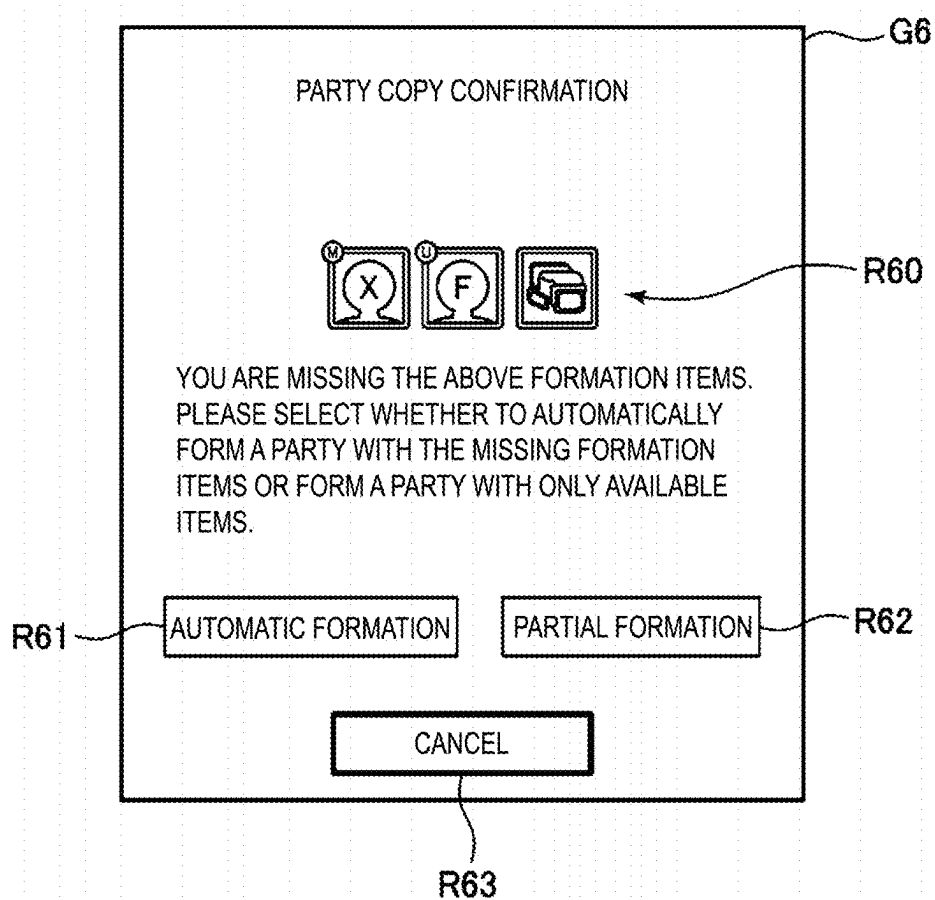 G6
PARTY COPY CONFIRMATION
M
U
X
F
R60
YOU ARE MISSING THE ABOVE FORMATION ITEMS.
PLEASE SELECT WHETHER TO AUTOMATICALLY
FORM A PARTY WITH THE MISSING FORMATION
ITEMS OR FORM A PARTY WITH ONLY AVAILABLE
ITEMS.
R61
AUTOMATIC FORMATION
PARTIAL FORMATION
R62
CANCEL
R63